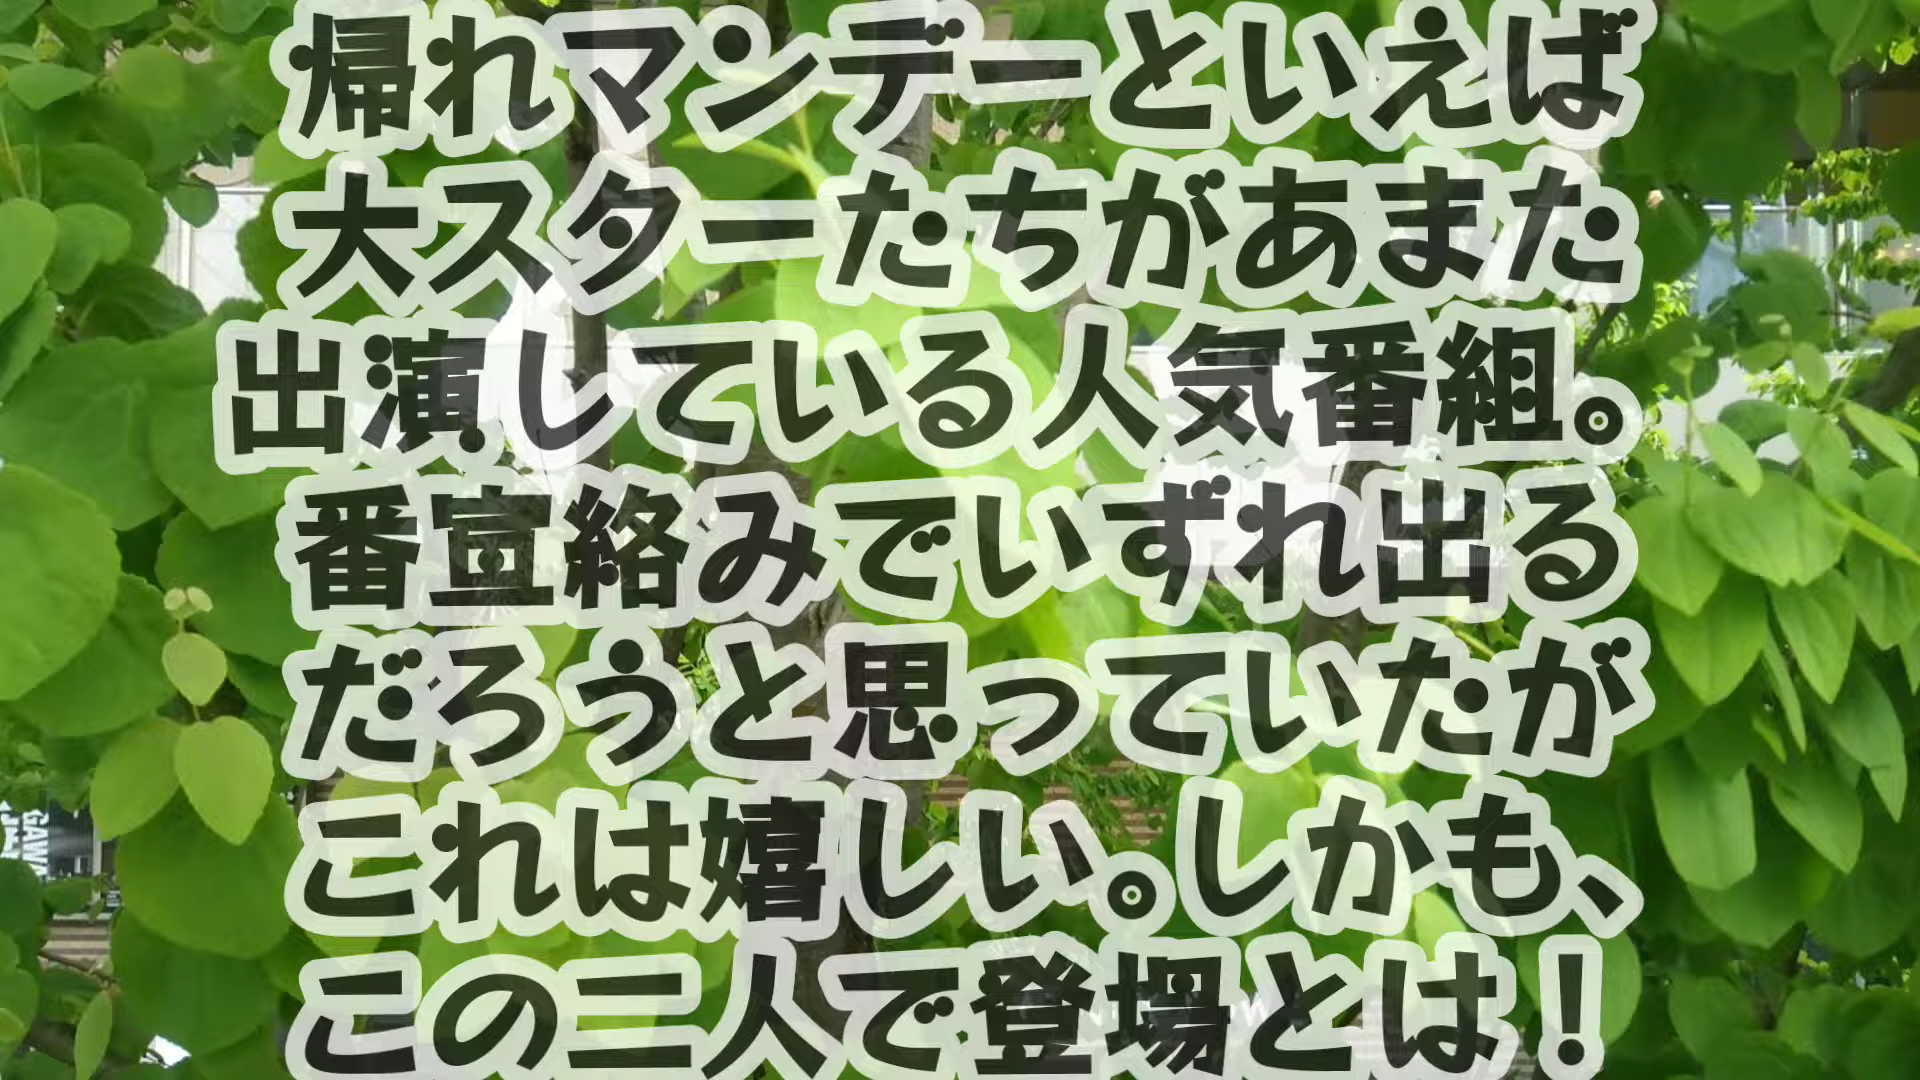 帰れマンデーといえば
大スターたちがあまた
出演している人気番組。
番宣絡みでいずれ出る
だろうと思っていたが
これは嬉しい。しかも、
この二人で登場とは！